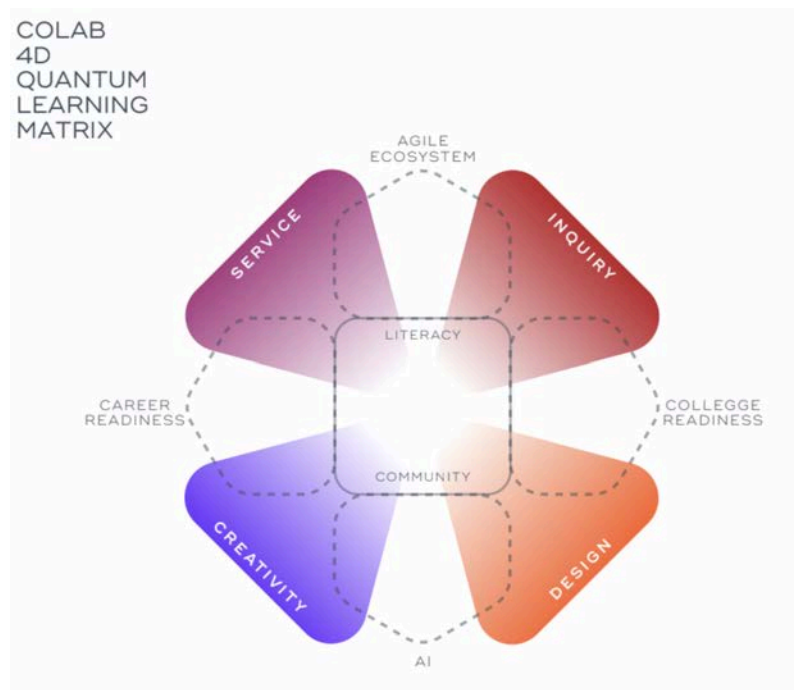 COLAB
4D
QUANTUM
LEARNING
MATRIX
AGILE
ECOSYSTEM
SERVICE
INQUIRY
LITERACY
CAREER
READINESS
COLLEGGE
READINESS
COMMUNITY
CREATIVITY
DESIGN
AI